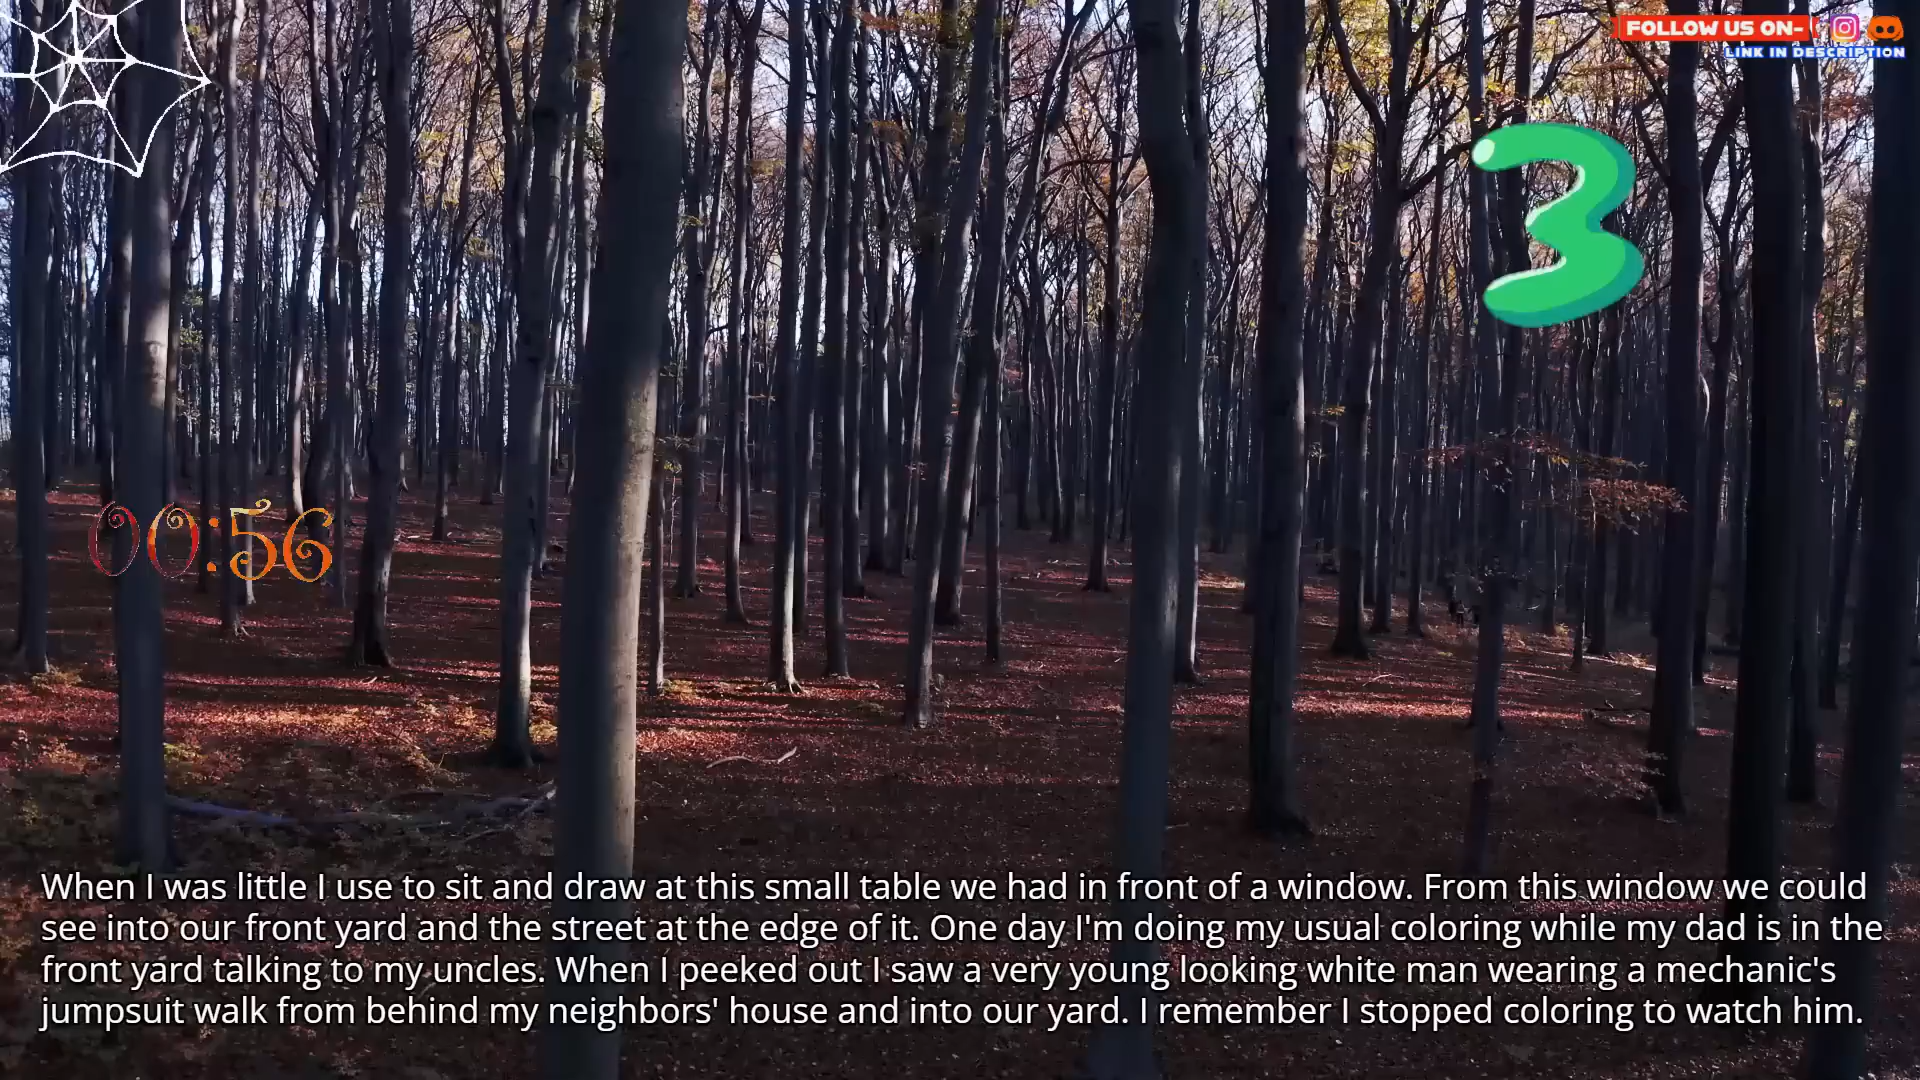 FOLLOW US ON-
LINK IN DESCRIPTION
3
00:56
When I was little I use to sit and draw at this small table we had in front of a window. From this window we could
see into our front yard and the street at the edge of it. One day I'm doing my usual coloring while my dad is in the
front yard talking to my uncles. When I peeked out I saw a very young looking white man wearing a mechanic's
jumpsuit walk from behind my neighbors' house and into our yard. I remember I stopped coloring to watch him.